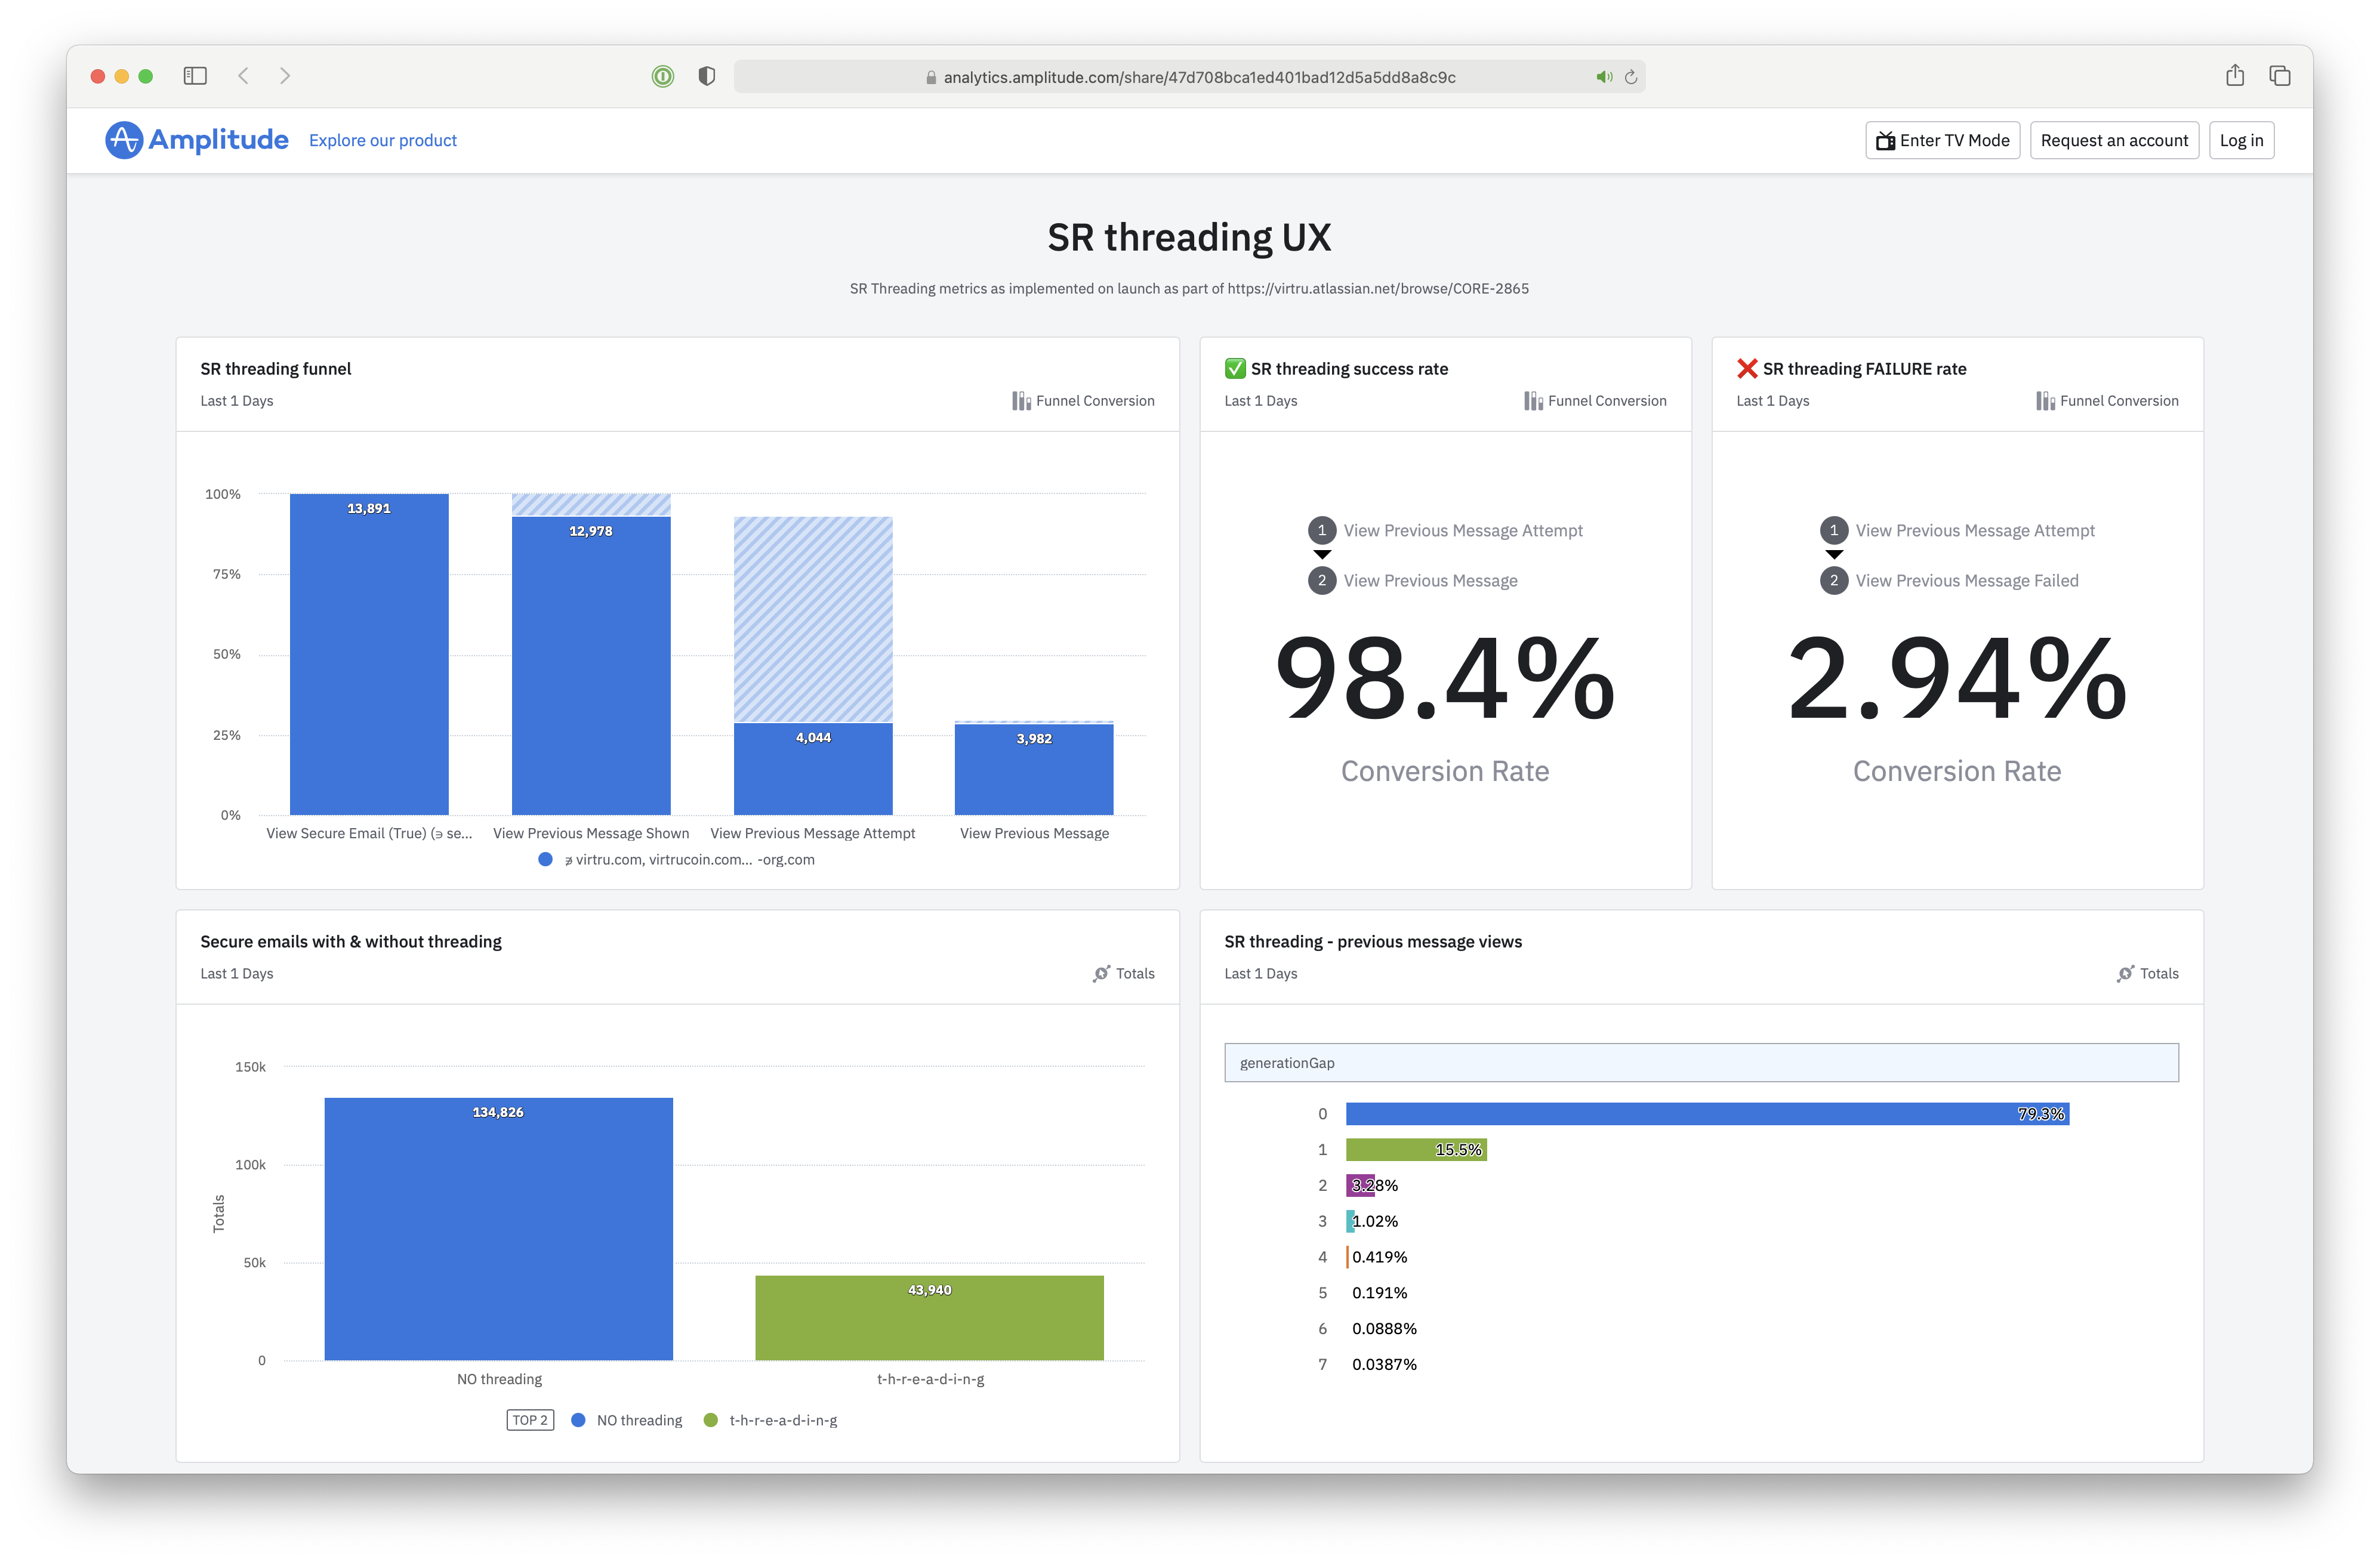 analytics.amplitude.com/share/47d708bca1ed401bad12d5a5dd8a8c9c
Amplitude
Explore our product
Enter TV Mode
Request an account
Log in
SR threading UX
SR Threading metrics as implemented on launch as part of https://virtru.atlassian.net/browse/CORE-2865
SR threading funnel
Last 1 Days
Funnel Conversion
100%
75%
50%
25%
0%
13,891
12,978
4,044
3,982
View Secure Email (True) (∋ se...
View Previous Message Shown
View Previous Message Attempt
View Previous Message
∌ virtru.com, virtrucoin.com... -org.com
✅ SR threading success rate
Last 1 Days
Funnel Conversion
1 View Previous Message Attempt
2 View Previous Message
98.4%
Conversion Rate
❌ SR threading FAILURE rate
Last 1 Days
Funnel Conversion
1 View Previous Message Attempt
2 View Previous Message Failed
2.94%
Conversion Rate
Secure emails with & without threading
Last 1 Days
Totals
Totals
150k
100k
50k
0
134,826
43,940
NO threading
t-h-r-e-a-d-i-n-g
TOP 2
NO threading
t-h-r-e-a-d-i-n-g
SR threading - previous message views
Last 1 Days
Totals
generationGap
0 79.3%
1 15.5%
2 3.28%
3 1.02%
4 0.419%
5 0.191%
6 0.0888%
7 0.0387%